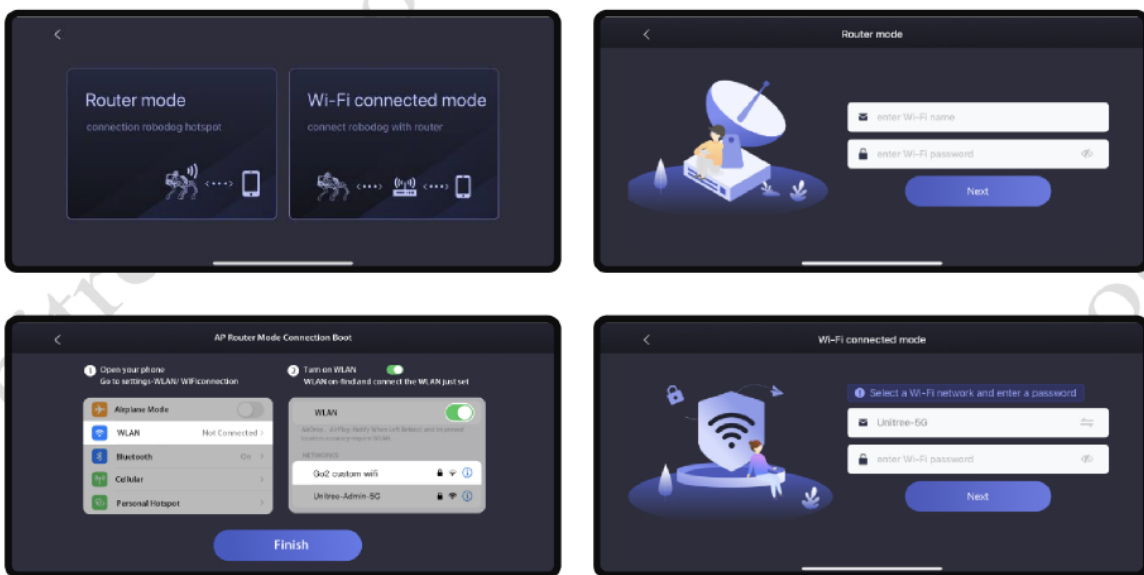 Router mode
connection robodog hotspot
Wi-Fi connected mode
connect robodog with router
Router mode
enter Wi-Fi name
enter Wi-Fi password
Next
AP Router Mode Connection Boot
1 Open your phone
Go to settings-WLAN/ WIFIconnection
Airplane Mode
WLAN Not Connected >
Bluetooth On >
Cellular >
Personal Hotspot >
2 Turn on WLAN
WLAN on-find and connect the WLAN just set
WLAN
NETWORKS
Go2 custom wifi
Unitree-Admin-5G
Finish
Wi-Fi connected mode
Select a Wi-Fi network and enter a password
Unitree-5G
enter Wi-Fi password
Next